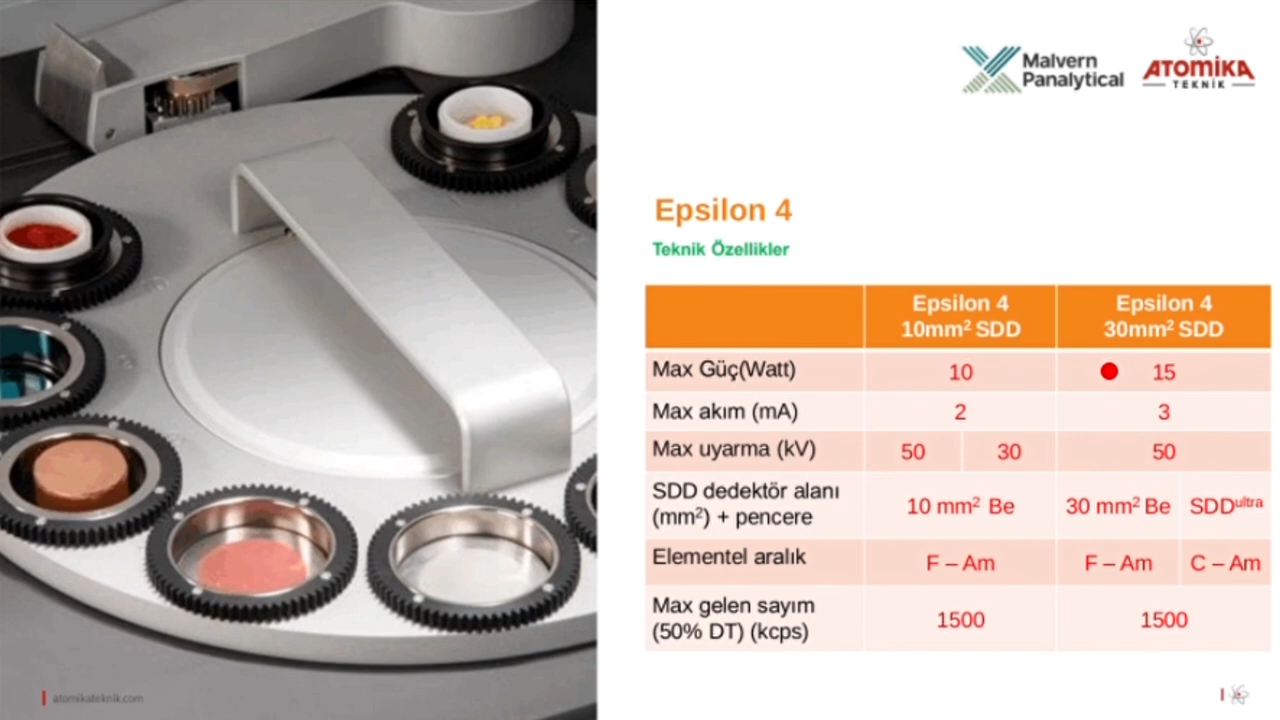 Malvern
Panalytical
ATOMİKA
TEKNİK
Epsilon 4
Teknik Özellikler
Epsilon 4
10mm² SDD
Epsilon 4
30mm² SDD
Max Güç(Watt) 10 15
Max akım (mA) 2 3
Max uyarma (kV) 50 30 50
SDD dedektör alanı
(mm²) + pencere
10 mm² Be 30 mm² Be SDDultra
Elementel aralık F – Am F – Am C – Am
Max gelen sayım
(50% DT) (kcps)
1500 1500
atomikateknik.com